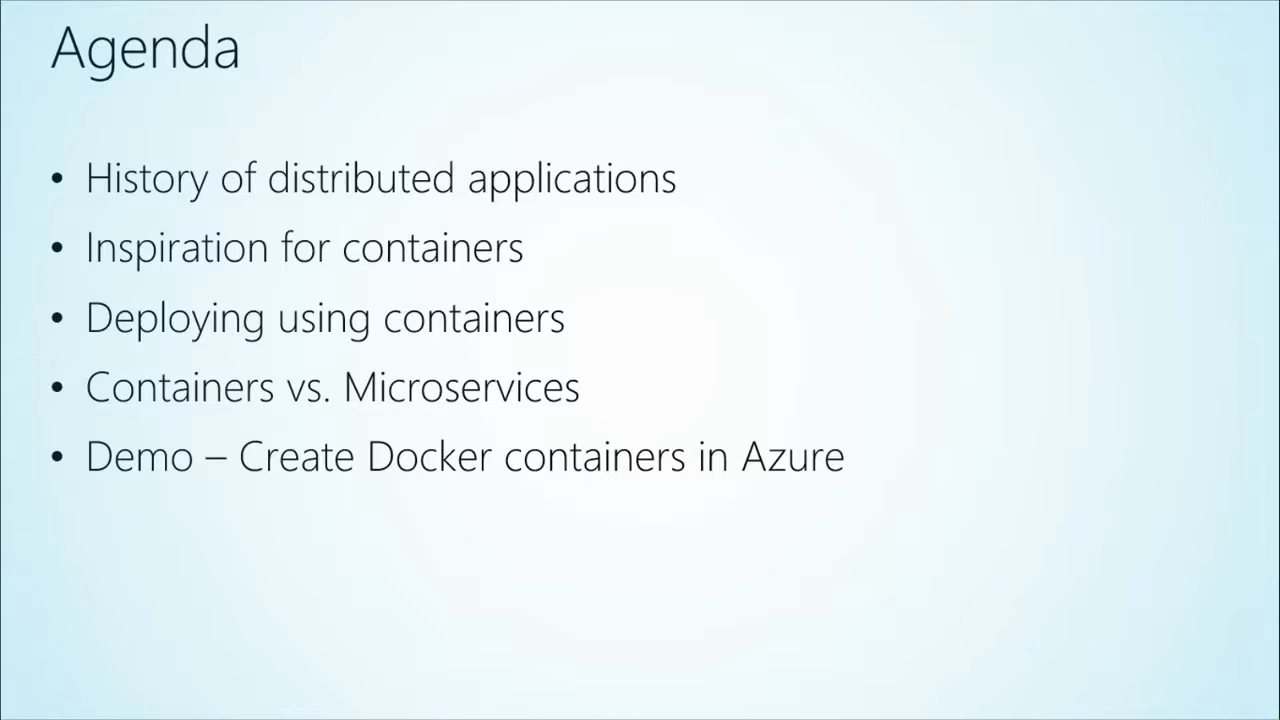 Agenda
• History of distributed applications
• Inspiration for containers
• Deploying using containers
• Containers vs. Microservices
• Demo – Create Docker containers in Azure